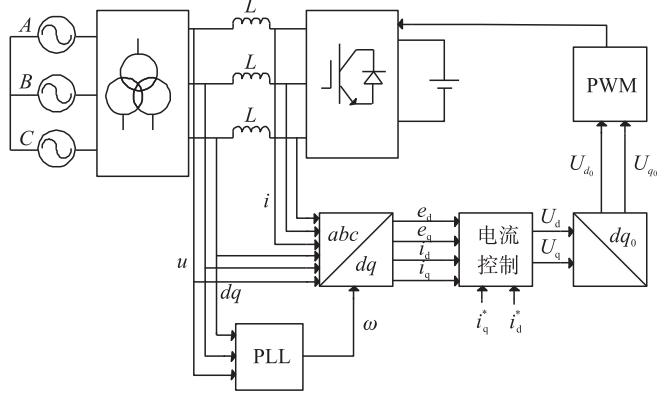 A
L
B
L
C
L
PWM
U_{d_0}
U_{q_0}
i
u
abc
dq
e_d
e_q
i_d
i_q
电流
控制
U_d
U_q
dq_0
dq
i_q^*
i_d^*
ω
PLL